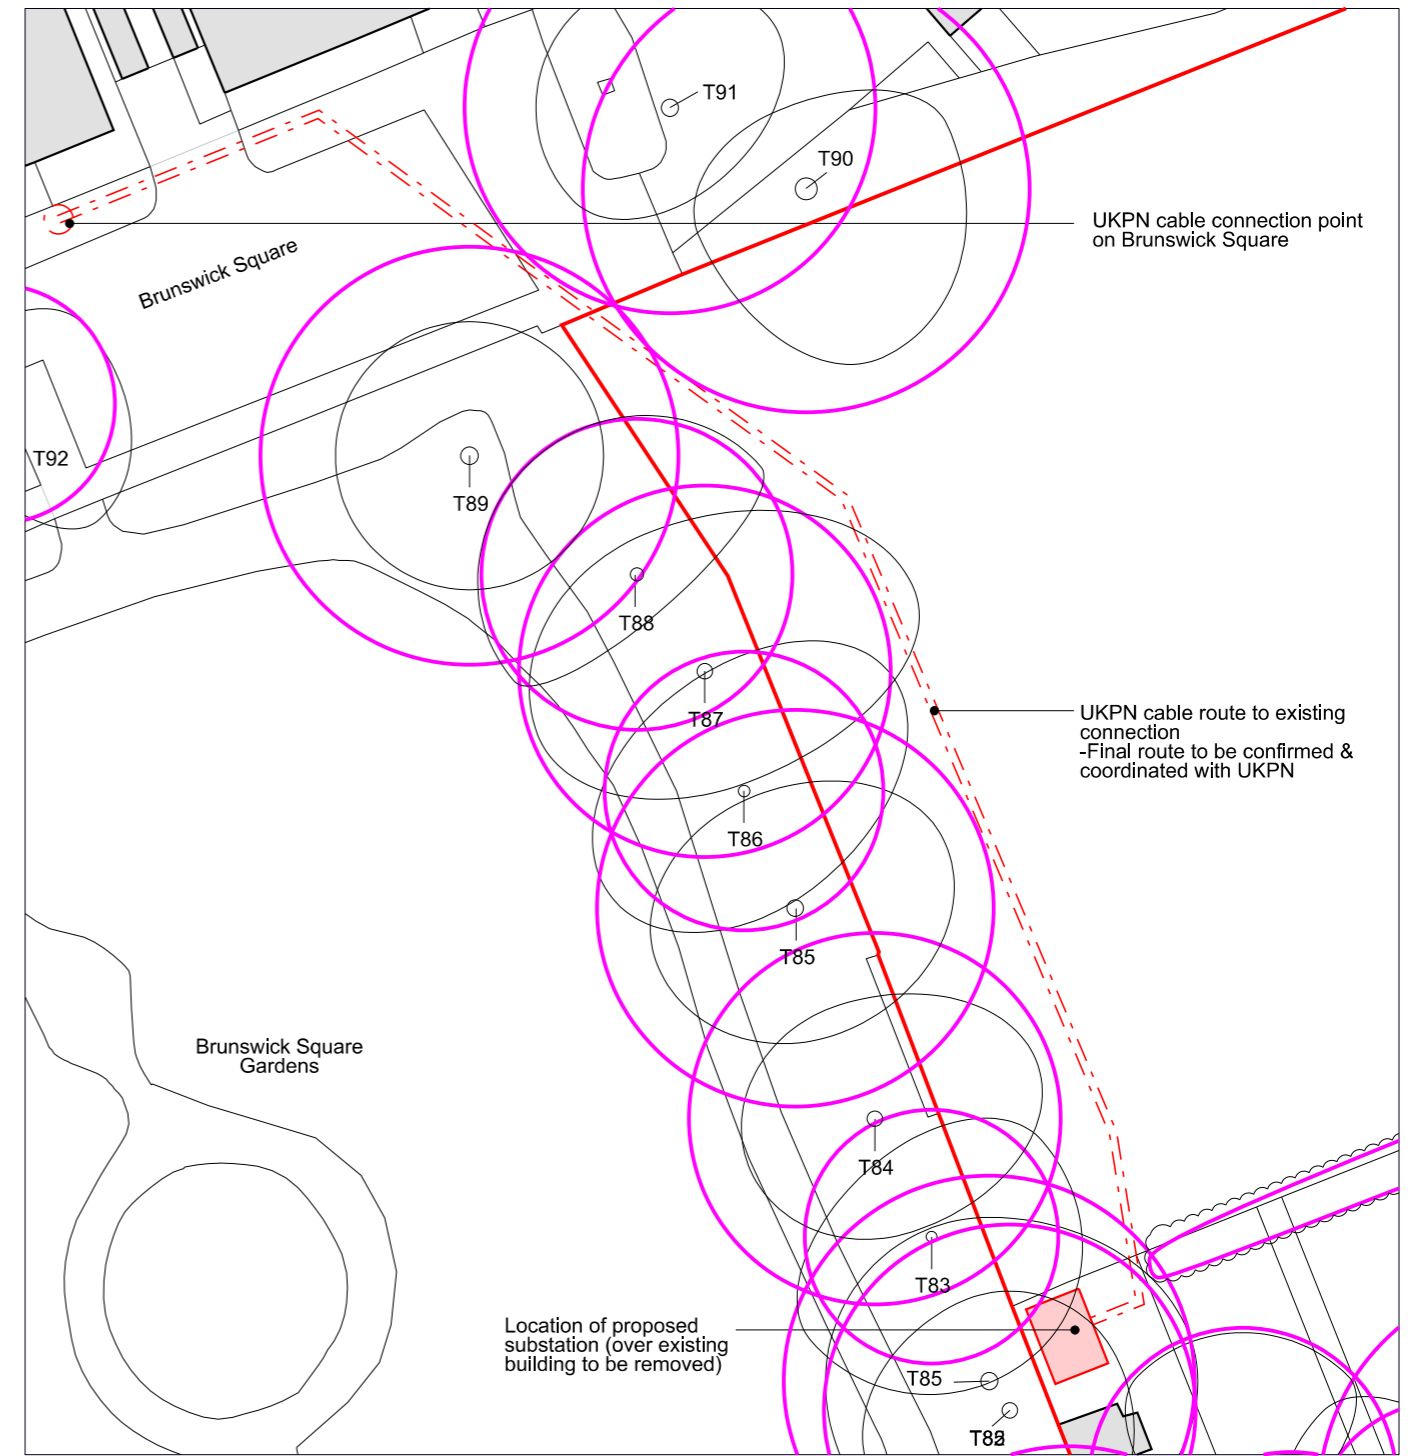 T91
T90
UKPN cable connection point
on Brunswick Square
Brunswick Square
T92
T89
T88
T87
UKPN cable route to existing
connection
-Final route to be confirmed &
coordinated with UKPN
T86
T85
Brunswick Square
Gardens
T84
T83
Location of proposed
substation (over existing
building to be removed)
T85